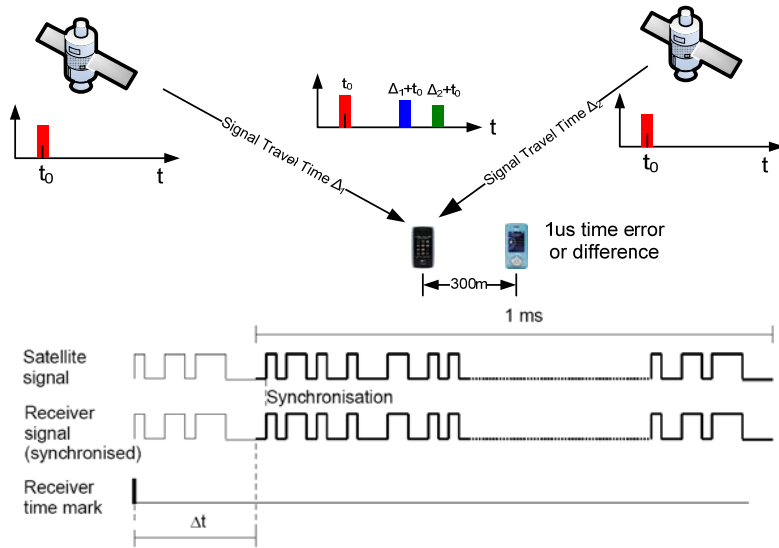 t₀
Δ₁+t₀
Δ₂+t₀
t
t₀
t
Signal Travel Time Δ₁
Signal Travel Time Δ₂
t₀
t
1us time error
or difference
300m
1 ms
Satellite
signal
Synchronisation
Receiver
signal
(synchronised)
Receiver
time mark
Δt